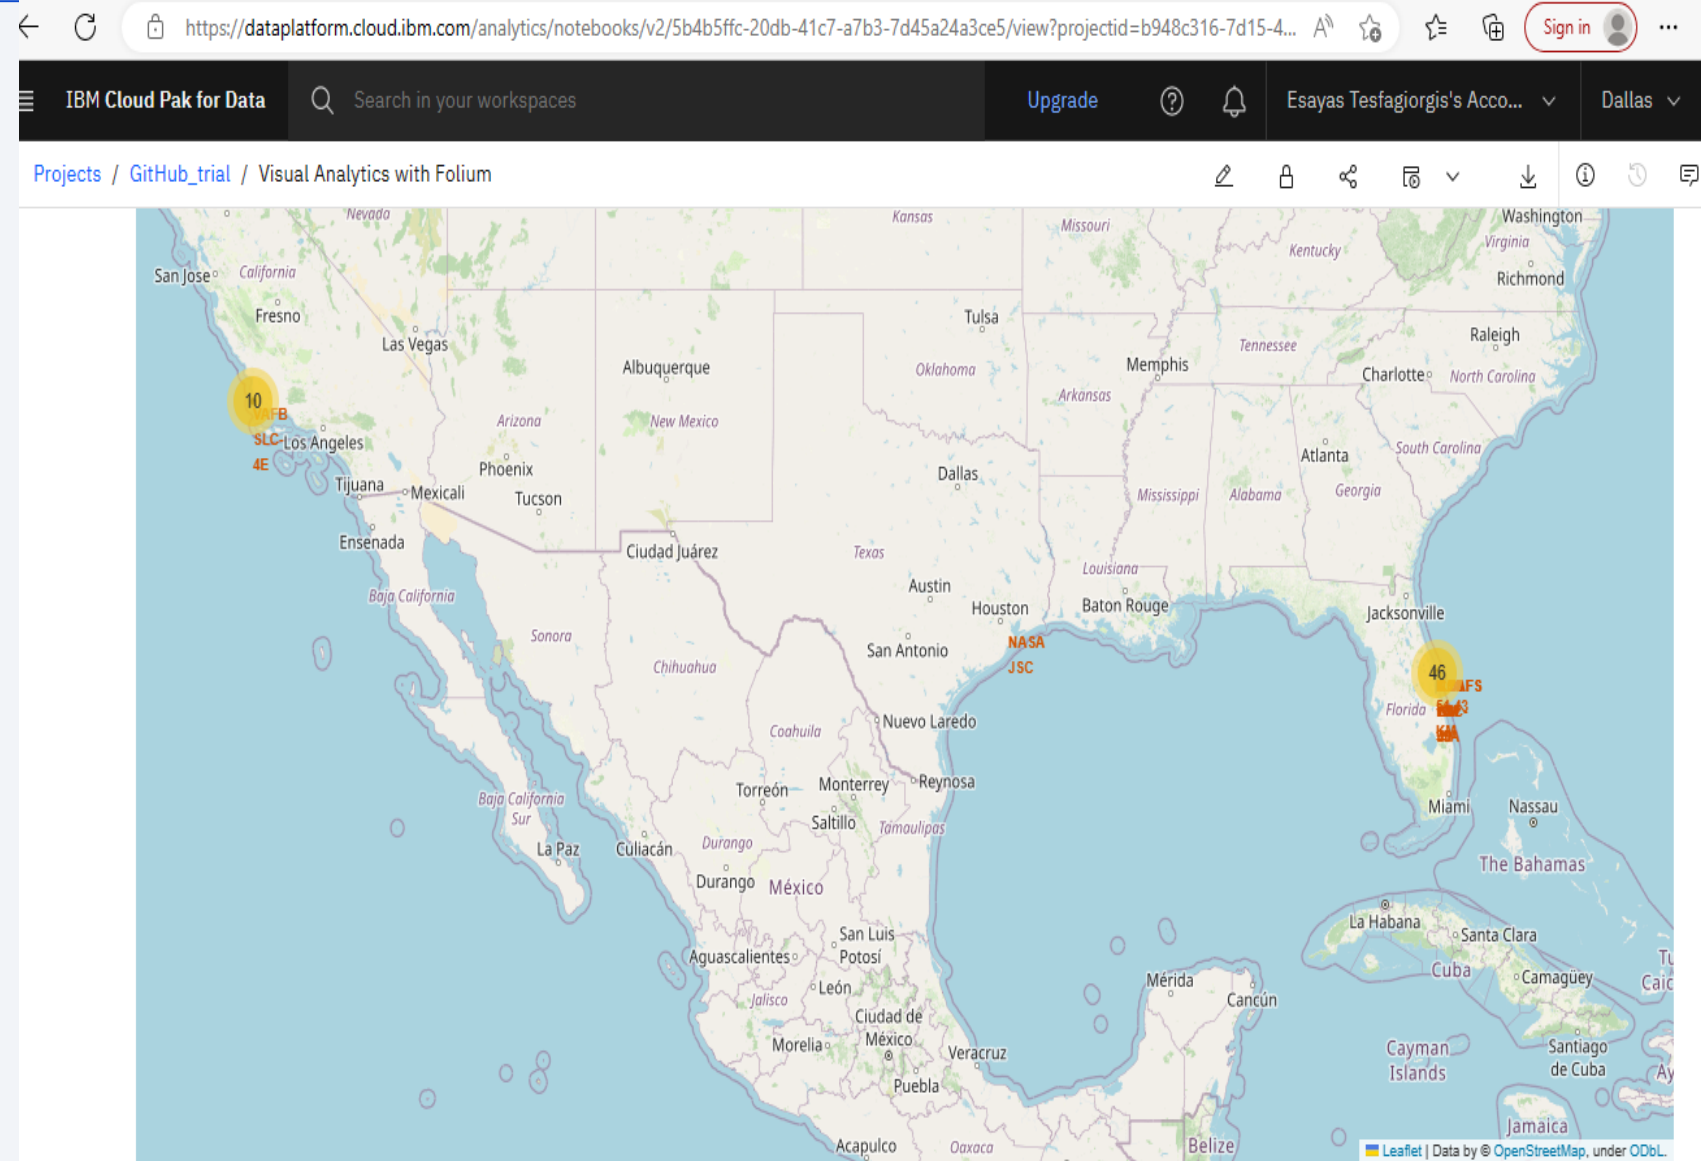 https://dataplatform.cloud.ibm.com/analytics/notebooks/v2/5b4b5ffc-20db-41c7-a7b3-7d45a24a3ce5/view?projectid=b948c316-7d15-4...
Sign in
IBM Cloud Pak for Data
Search in your workspaces
Upgrade
Esayas Tesfagiorgis's Acco...
Dallas
Projects / GitHub_trial / Visual Analytics with Folium
Nevada
Kansas
Missouri
Washington
Kentucky
Virginia
San Jose
California
Richmond
Fresno
Tulsa
Las Vegas
Raleigh
Tennessee
Albuquerque
Oklahoma
Memphis
Charlotte
North Carolina
Arkansas
10
VAFB
SLC-
4E
Los Angeles
Arizona
New Mexico
Atlanta
South Carolina
Phoenix
Dallas
Tijuana
Mexicali
Tucson
Mississippi
Alabama
Georgia
Ensenada
Ciudad Juárez
Texas
Louisiana
Baja California
Austin
Houston
Baton Rouge
Jacksonville
Sonora
NASA
JSC
San Antonio
Chihuahua
46
Florida
Coahuila
Nuevo Laredo
Torreón
Monterrey
Reynosa
Baja California
Sur
Saltillo
Tamaulipas
Miami
Nassau
La Paz
Culiacán
Durango
The Bahamas
Durango
México
La Habana
San Luis
Potosí
Santa Clara
Aguascalientes
Cuba
Camagüey
Mérida
León
Jalisco
Cancún
Ciudad de
México
Morelia
Veracruz
Cayman
Islands
Santiago
de Cuba
Puebla
Jamaica
Acapulco
Oaxaca
Belize
Leaflet | Data by © OpenStreetMap, under ODbL.